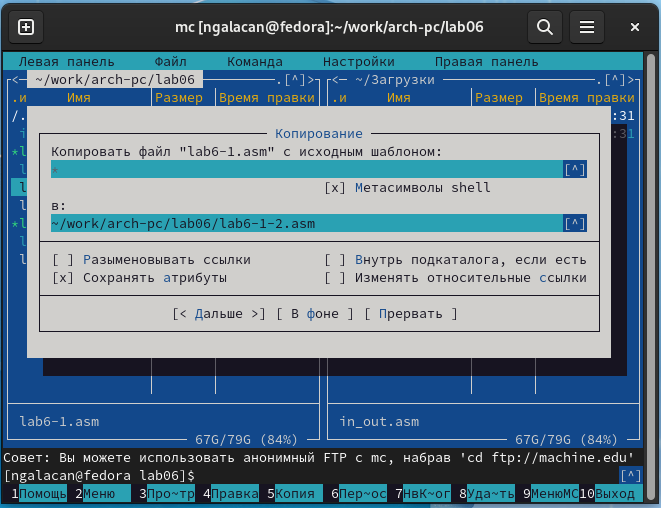 mc [ngalacan@fedora]:~/work/arch-pc/lab06
Левая панель Файл Команда Настройки Правая панель
<─ ~/work/arch-pc/lab06 .[^]> <─ ~/Загрузки .[^]>
.и Имя Размер Время правки .и Имя Размер Время правки
/. :31
Копирование
Копировать файл "lab6-1.asm" с исходным шаблоном:
* [^]
[x] Метасимволы shell
в:
~/work/arch-pc/lab06/lab6-1-2.asm [^]
[ ] Разыменовывать ссылки [ ] Внутрь подкаталога, если есть
[x] Сохранять атрибуты [ ] Изменять относительные ссылки
[< Дальше >] [ В фоне ] [ Прервать ]
lab6-1.asm in_out.asm
67G/79G (84%) 67G/79G (84%)
Совет: Вы можете использовать анонимный FTP с mc, набрав 'cd ftp://machine.edu'
[ngalacan@fedora lab06]$ [^]
1Помощь 2Меню 3Про~тр 4Правка 5Копия 6Пер~ос 7НвК~ог 8Уда~ть 9МенюМС 10Выход